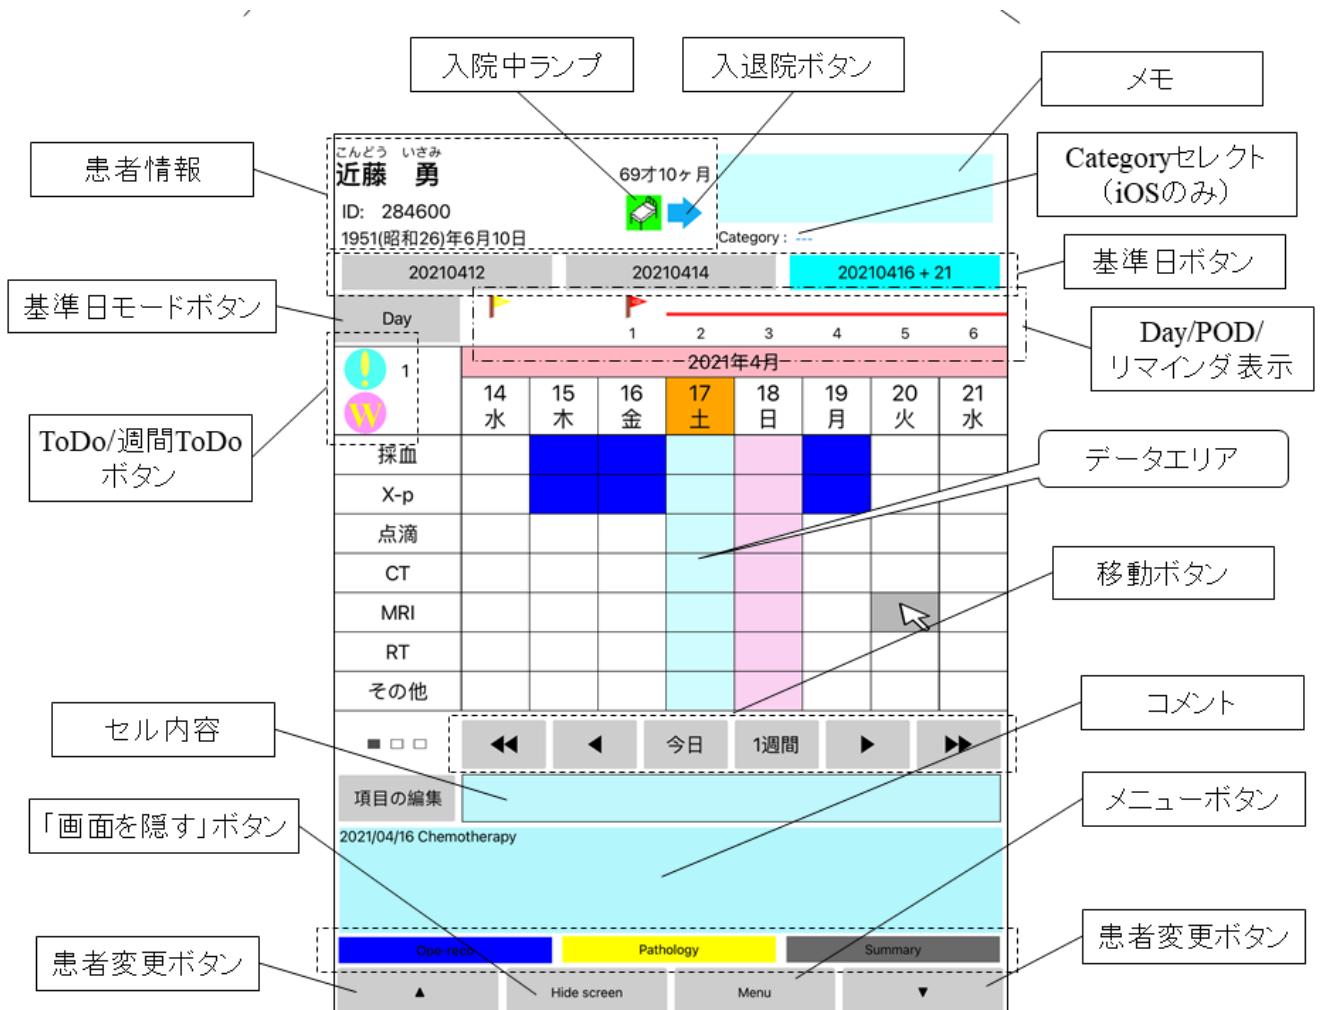 入院中ランプ
入退院ボタン
メモ
患者情報
こんどう いさみ
近藤 勇
69才10ヶ月
ID: 284600
1951(昭和26)年6月10日
Category : ---
Categoryセレクト
（iOSのみ）
基準日ボタン
20210412
20210414
20210416 + 21
基準日モードボタン
Day
1 2 3 4 5 6
Day/POD/
リマインダ表示
2021年4月
! 1
W
ToDo/週間ToDo
ボタン
14 15 16 17 18 19 20 21
水 木 金 土 日 月 火 水
採血
X-p
点滴
CT
MRI
RT
その他
データエリア
移動ボタン
セル内容
コメント
◀◀ ◀ 今日 1週間 ▶ ▶▶
項目の編集
「画面を隠す」ボタン
メニューボタン
2021/04/16 Chemotherapy
患者変更ボタン
患者変更ボタン
Ope-reco
Pathology
Summary
▲
Hide screen
Menu
▼